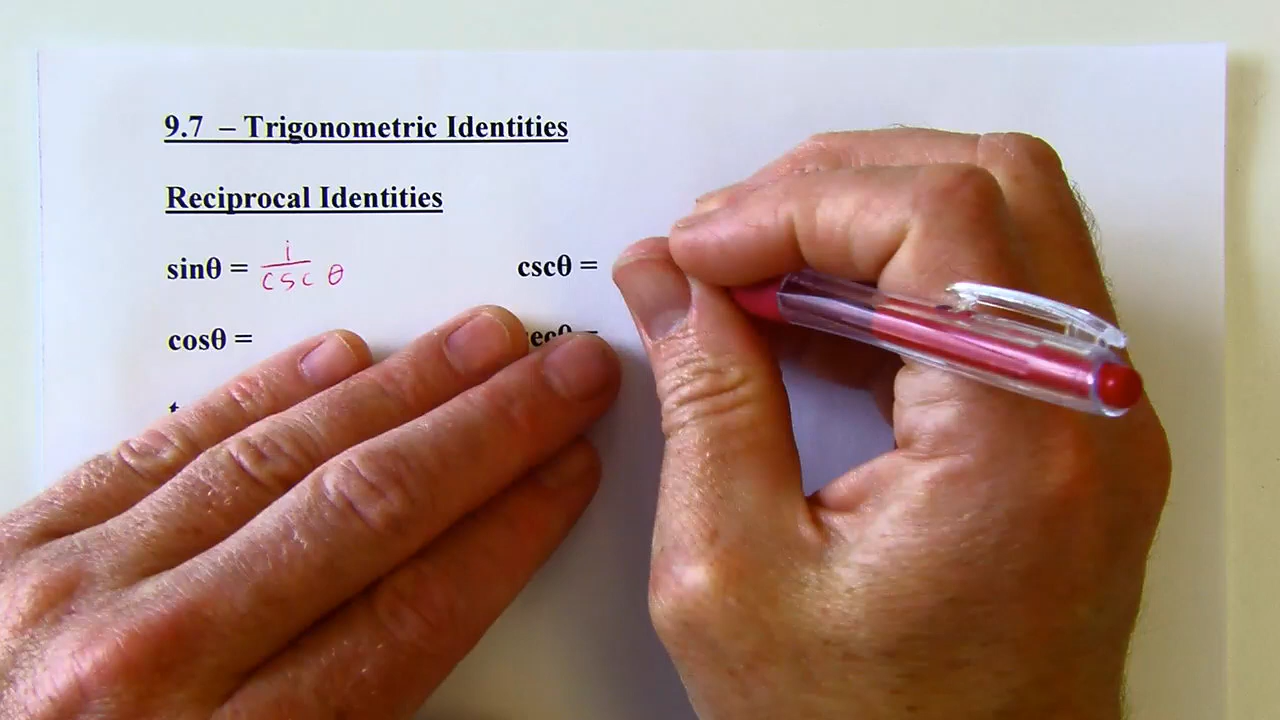 9.7 – Trigonometric Identities
Reciprocal Identities
sinθ = 1/csc θ
cscθ =
cosθ =